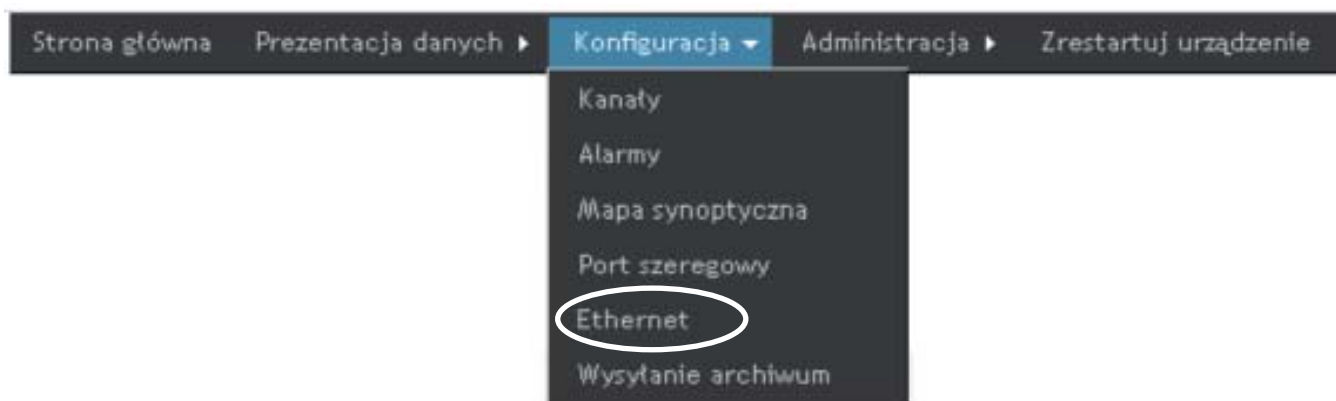 Strona główna Prezentacja danych ▸ Konfiguracja ▾ Administracja ▸ Zrestartuj urządzenie
Kanały
Alarmy
Mapa synoptyczna
Port szeregowy
Ethernet
Wysyłanie archiwum